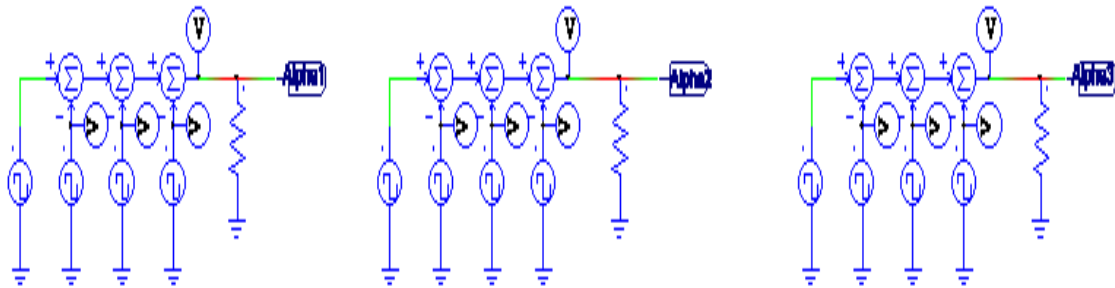 V V V
+ + + Alpha1 + + + Alpha2 + + + Alpha3
Σ Σ Σ Σ Σ Σ Σ Σ Σ
- - - - - - - - -
V V V V V V V V V